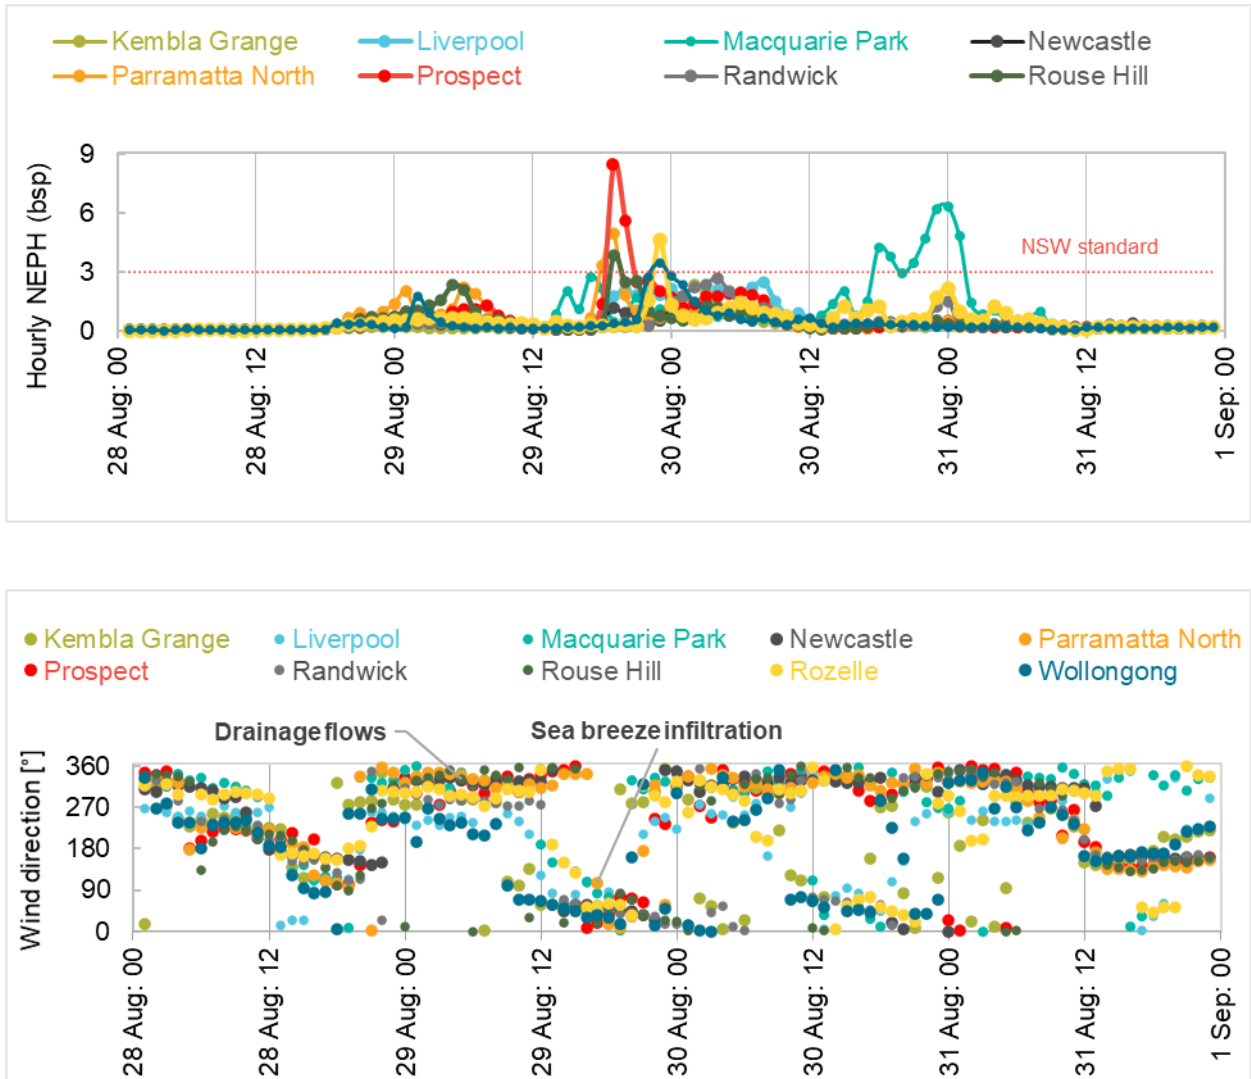 Kembla Grange Liverpool Macquarie Park Newcastle
Parramatta North Prospect Randwick Rouse Hill
Hourly NEPH (bsp)
9
6
3
0
NSW standard
28 Aug: 00
28 Aug: 12
29 Aug: 00
29 Aug: 12
30 Aug: 00
30 Aug: 12
31 Aug: 00
31 Aug: 12
1 Sep: 00
Kembla Grange Liverpool Macquarie Park Newcastle Parramatta North
Prospect Randwick Rouse Hill Rozelle Wollongong
Drainage flows Sea breeze infiltration
Wind direction [°]
360
270
180
90
0
28 Aug: 00
28 Aug: 12
29 Aug: 00
29 Aug: 12
30 Aug: 00
30 Aug: 12
31 Aug: 00
31 Aug: 12
1 Sep: 00